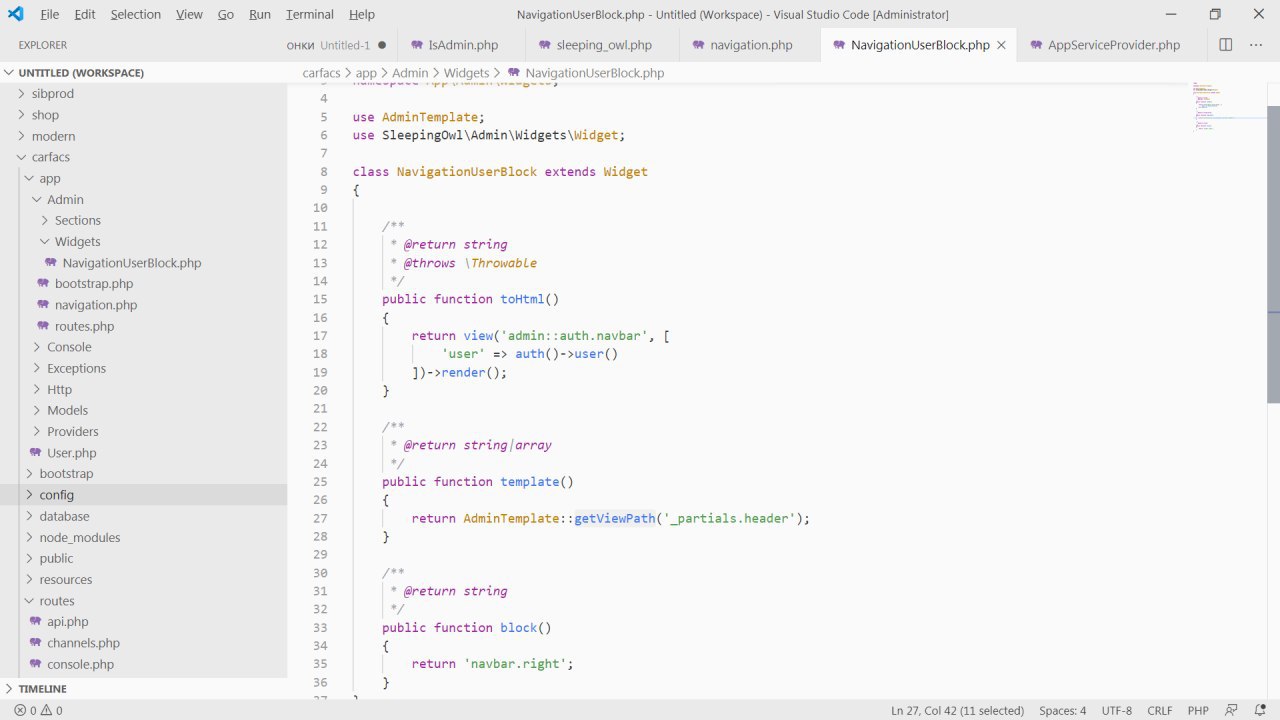 File Edit Selection View Go Run Terminal Help
NavigationUserBlock.php - Untitled (Workspace) - Visual Studio Code [Administrator]
EXPLORER
онки Untitled-1
IsAdmin.php
sleeping_owl.php
navigation.php
NavigationUserBlock.php
AppServiceProvider.php
UNTITLED (WORKSPACE)
carfacs > app > Admin > Widgets > NavigationUserBlock.php
sibprod
shop
modern
carfacs
app
Admin
Sections
Widgets
NavigationUserBlock.php
bootstrap.php
navigation.php
routes.php
Console
Exceptions
Http
Models
Providers
User.php
bootstrap
config
database
node_modules
public
resources
routes
api.php
channels.php
console.php
TIMELINE
3 namespace App\Admin\Widgets;
4
5 use AdminTemplate;
6 use SleepingOwl\Admin\Widgets\Widget;
7
8 class NavigationUserBlock extends Widget
9 {
10
11     /**
12      * @return string
13      * @throws \Throwable
14      */
15     public function toHtml()
16     {
17         return view('admin::auth.navbar', [
18             'user' => auth()->user()
19         ])->render();
20     }
21
22     /**
23      * @return string|array
24      */
25     public function template()
26     {
27         return AdminTemplate::getViewPath('_partials.header');
28     }
29
30     /**
31      * @return string
32      */
33     public function block()
34     {
35         return 'navbar.right';
36     }
37 }
0 0
Ln 27, Col 42 (11 selected) Spaces: 4 UTF-8 CRLF PHP